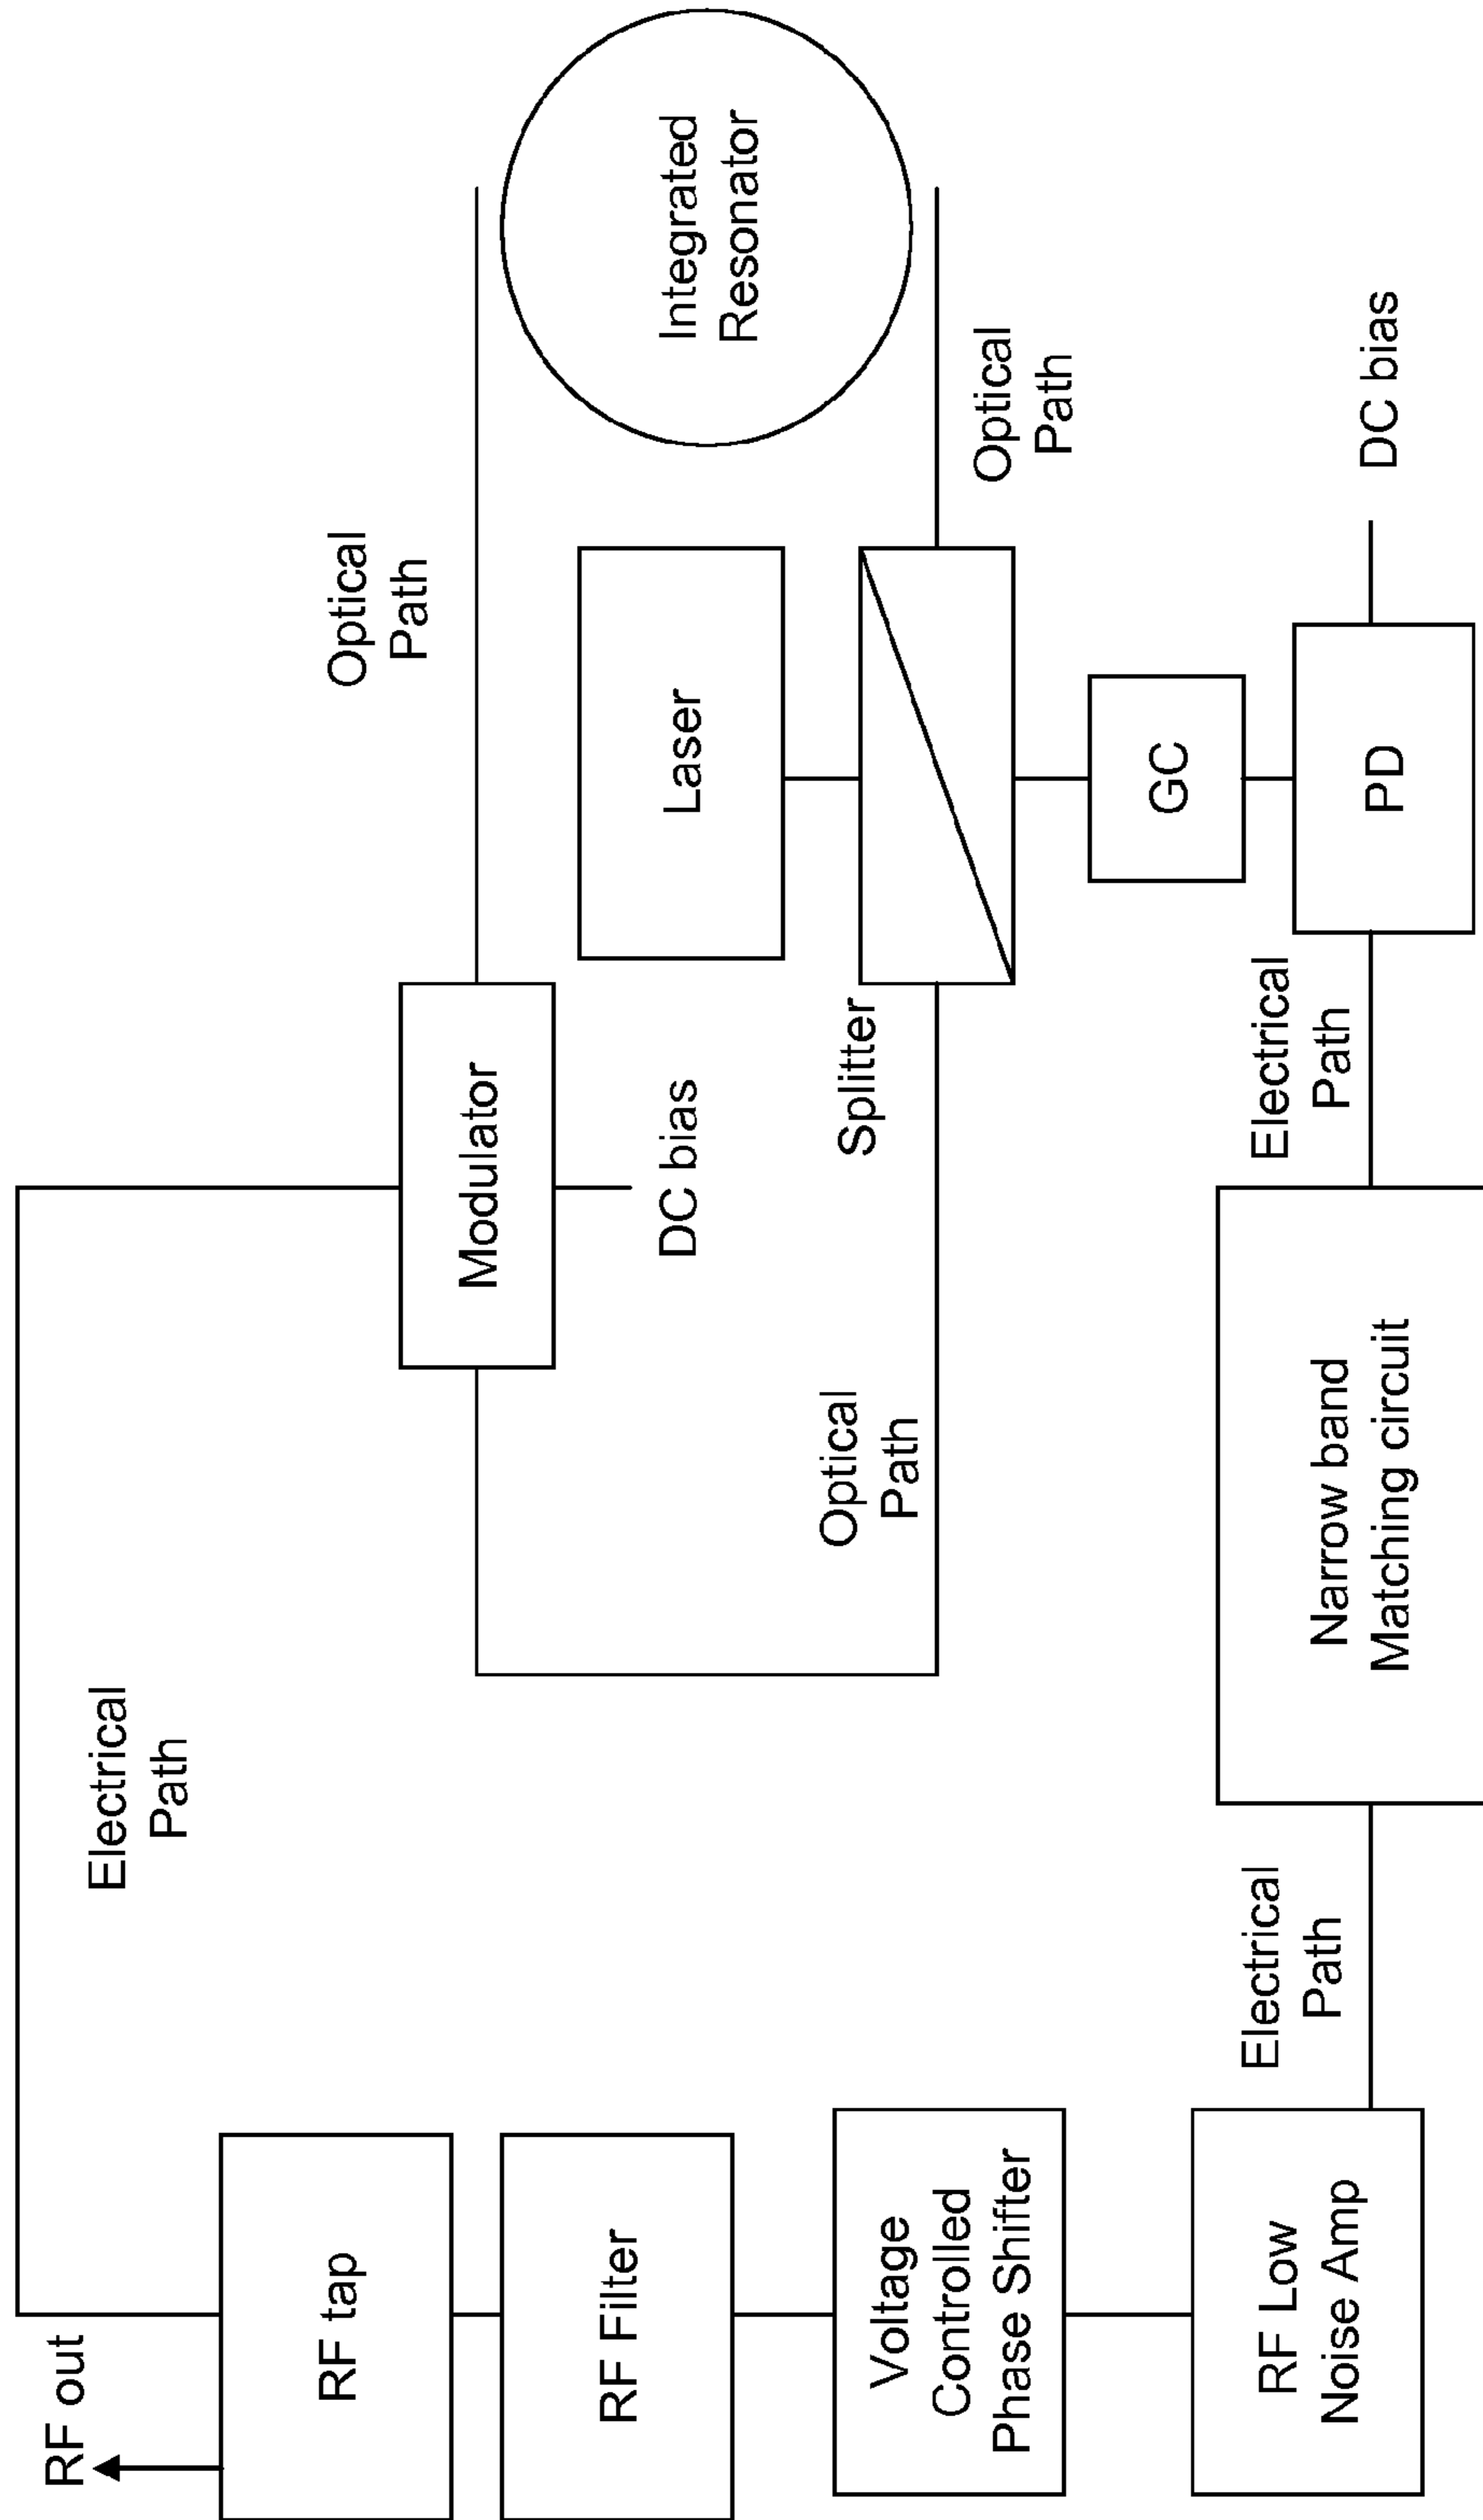 RF out
RF tap
RF Filter
Voltage
Controlled
Phase Shifter
RF Low
Noise Amp
Electrical
Path
Electrical
Path
Narrow band
Matching circuit
Electrical
Path
Modulator
DC bias
Optical
Path
Splitter
Optical
Path
Laser
GC
PD
DC bias
Optical
Path
Integrated
Resonator